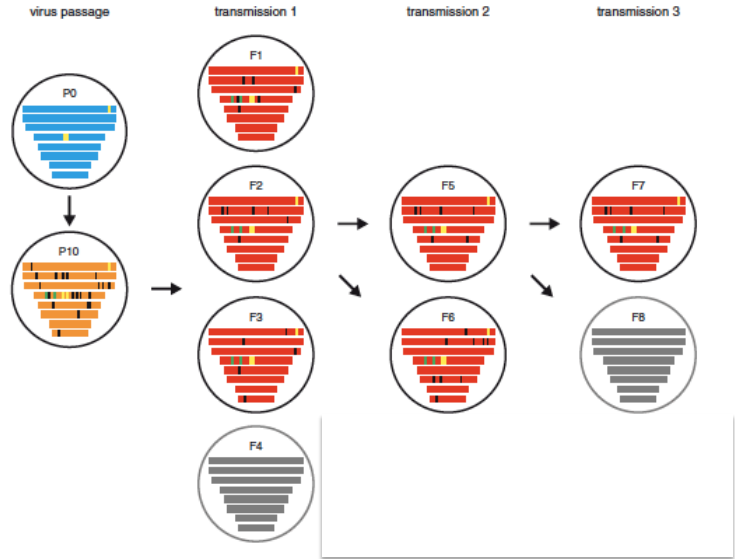 virus passage
transmission 1
transmission 2
transmission 3
F1
P0
F2
F5
F7
P10
F3
F6
F8
F4